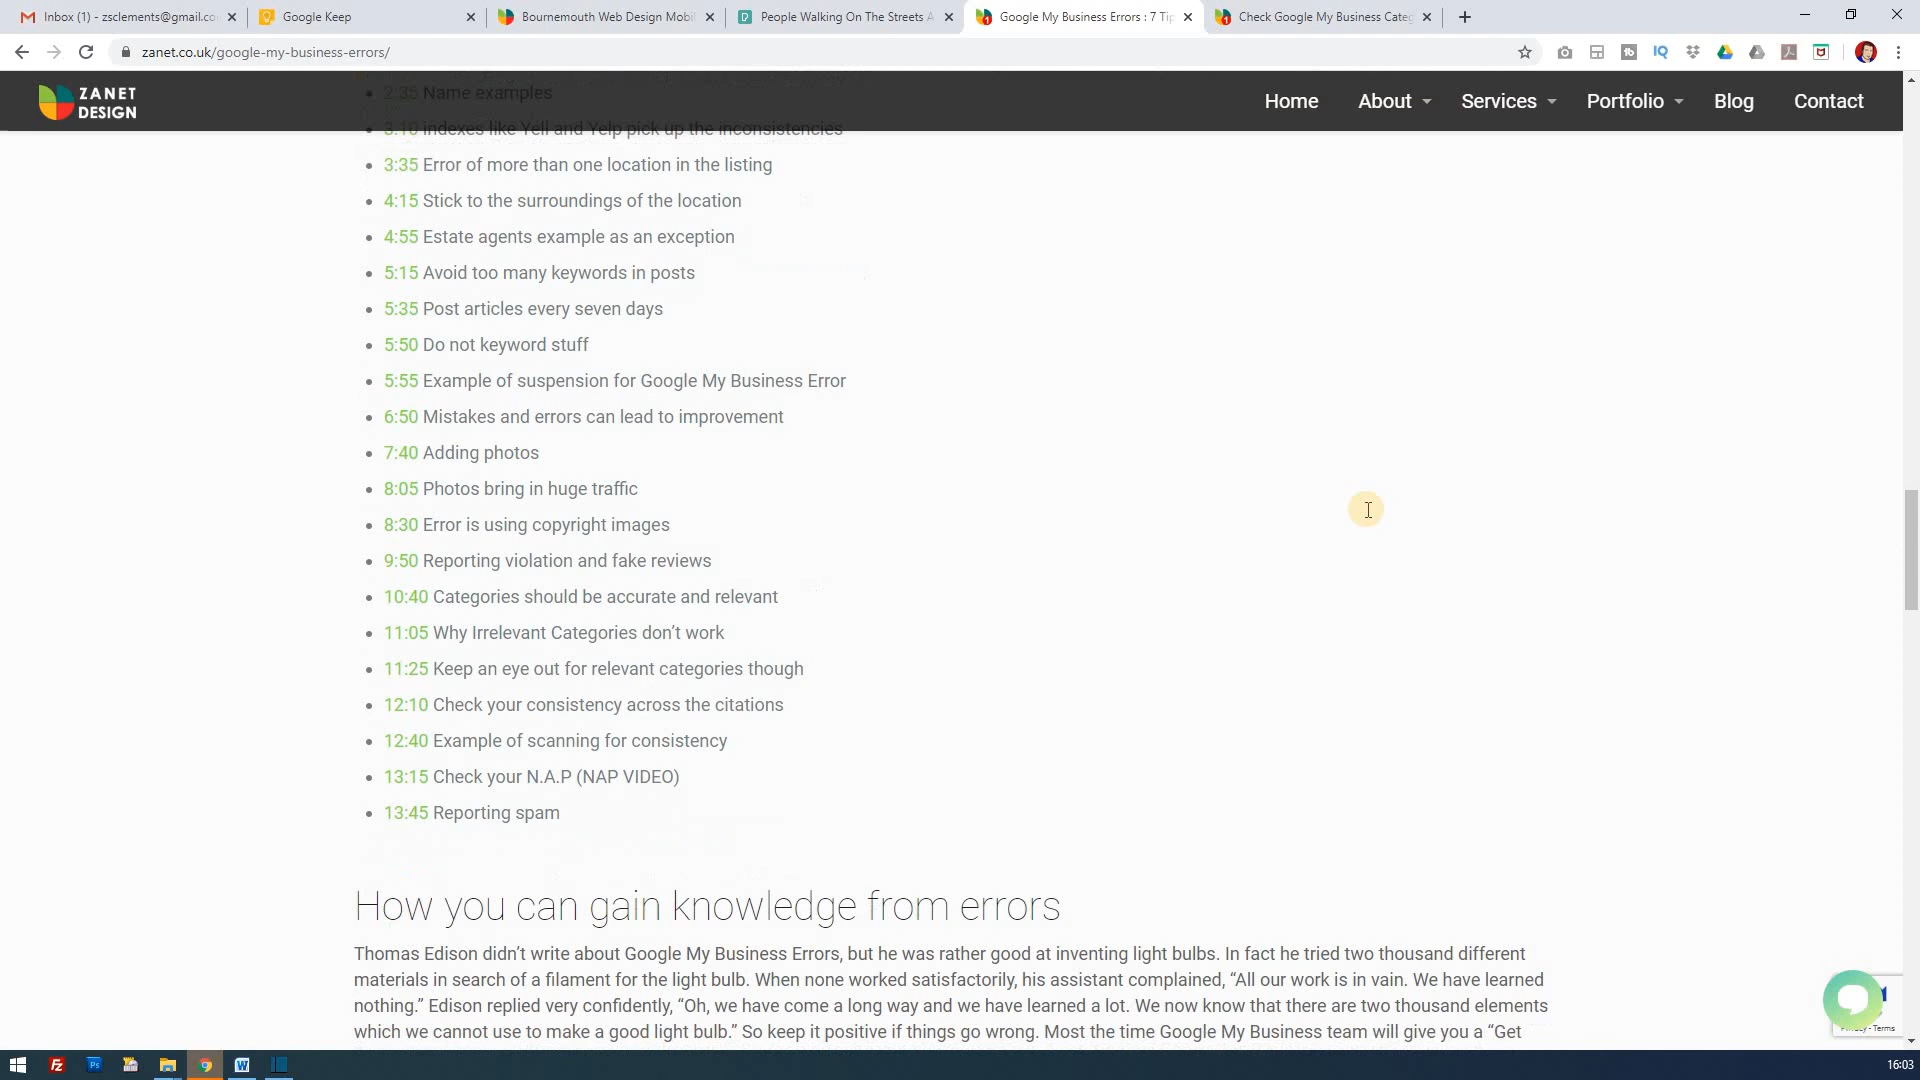 Inbox (1) - zsclements@gmail.co
Google Keep
Bournemouth Web Design Mobil
People Walking On The Streets A
Google My Business Errors : 7 Tip
Check Google My Business Categ
zanet.co.uk/google-my-business-errors/
ZANET
DESIGN
Home
About
Services
Portfolio
Blog
Contact
2:35 Name examples
3:10 indexes like Yell and Yelp pick up the inconsistencies
3:35 Error of more than one location in the listing
4:15 Stick to the surroundings of the location
4:55 Estate agents example as an exception
5:15 Avoid too many keywords in posts
5:35 Post articles every seven days
5:50 Do not keyword stuff
5:55 Example of suspension for Google My Business Error
6:50 Mistakes and errors can lead to improvement
7:40 Adding photos
8:05 Photos bring in huge traffic
8:30 Error is using copyright images
9:50 Reporting violation and fake reviews
10:40 Categories should be accurate and relevant
11:05 Why Irrelevant Categories don’t work
11:25 Keep an eye out for relevant categories though
12:10 Check your consistency across the citations
12:40 Example of scanning for consistency
13:15 Check your N.A.P (NAP VIDEO)
13:45 Reporting spam
How you can gain knowledge from errors
Thomas Edison didn’t write about Google My Business Errors, but he was rather good at inventing light bulbs. In fact he tried two thousand different
materials in search of a filament for the light bulb. When none worked satisfactorily, his assistant complained, “All our work is in vain. We have learned
nothing.” Edison replied very confidently, “Oh, we have come a long way and we have learned a lot. We now know that there are two thousand elements
which we cannot use to make a good light bulb.” So keep it positive if things go wrong. Most the time Google My Business team will give you a “Get
- Terms
16:03